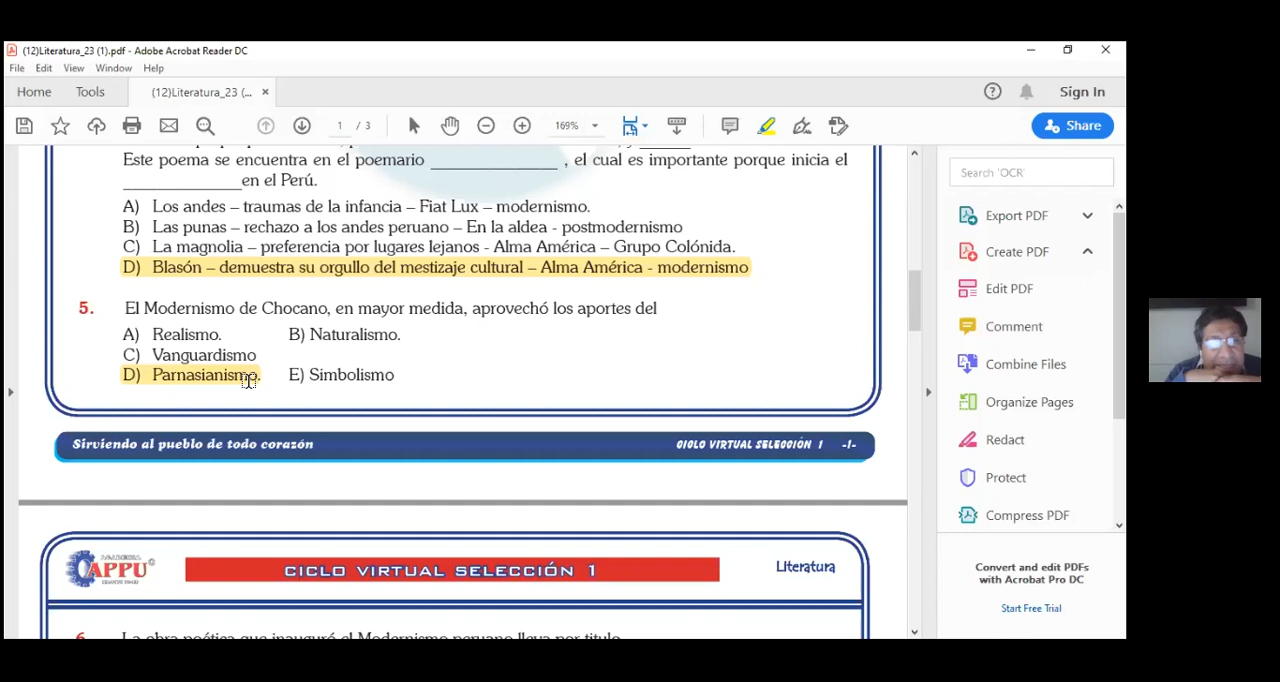 (12)Literatura_23 (1).pdf - Adobe Acrobat Reader DC
File Edit View Window Help
Home Tools (12)Literatura_23 (... × Sign In
1 / 3 169% Share
Este poema se encuentra en el poemario ______________ , el cual es importante porque inicia el
_____________en el Perú.
A) Los andes – traumas de la infancia – Fiat Lux – modernismo.
B) Las punas – rechazo a los andes peruano – En la aldea - postmodernismo
C) La magnolia – preferencia por lugares lejanos - Alma América – Grupo Colónida.
D) Blasón – demuestra su orgullo del mestizaje cultural – Alma América - modernismo
5. El Modernismo de Chocano, en mayor medida, aprovechó los aportes del
A) Realismo. B) Naturalismo.
C) Vanguardismo
D) Parnasianismo. E) Simbolismo
Sirviendo al pueblo de todo corazón CICLO VIRTUAL SELECCIÓN 1 -1-
APPU CICLO VIRTUAL SELECCIÓN 1 Literatura
6. La obra poética que inauguró el Modernismo peruano lleva por titulo
Search 'OCR'
Export PDF
Create PDF
Edit PDF
Comment
Combine Files
Organize Pages
Redact
Protect
Compress PDF
Convert and edit PDFs
with Acrobat Pro DC
Start Free Trial